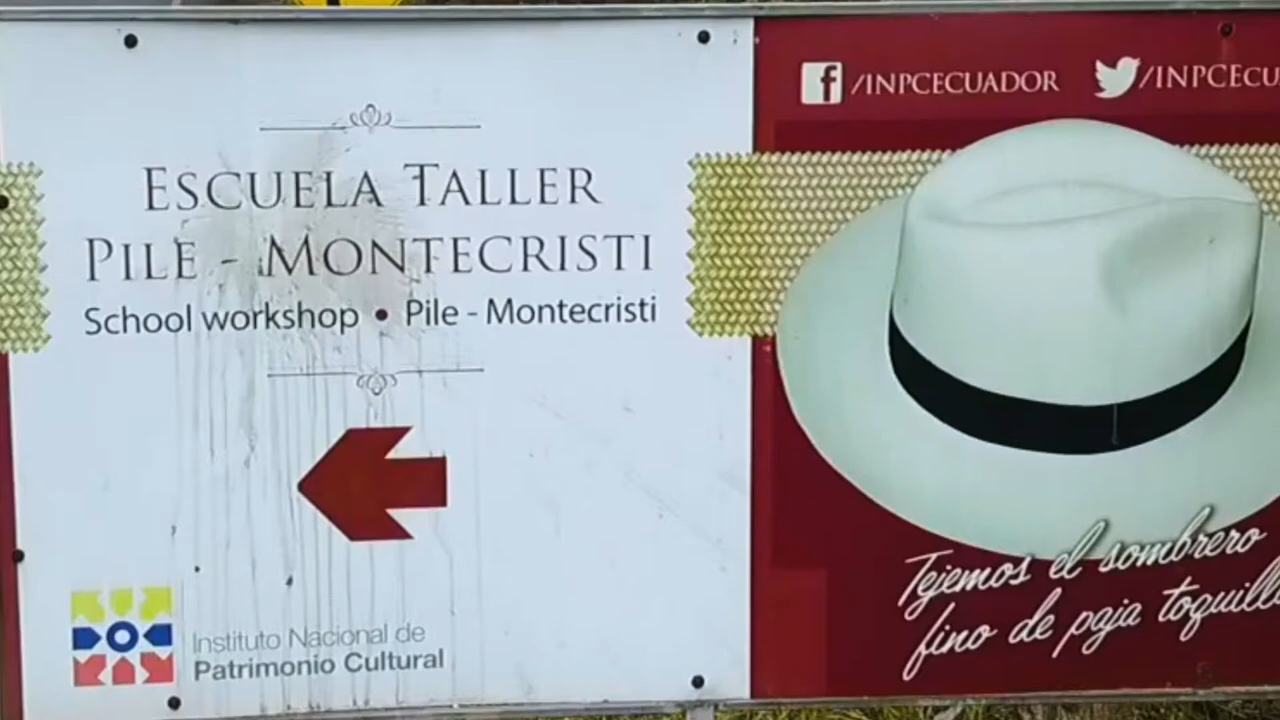 ESCUELA TALLER
PILE - MONTECRISTI
School workshop • Pile - Montecristi
Instituto Nacional de
Patrimonio Cultural
/INPCECUADOR
/INPCECU
Tejemos el sombrero
fino de paja toquill